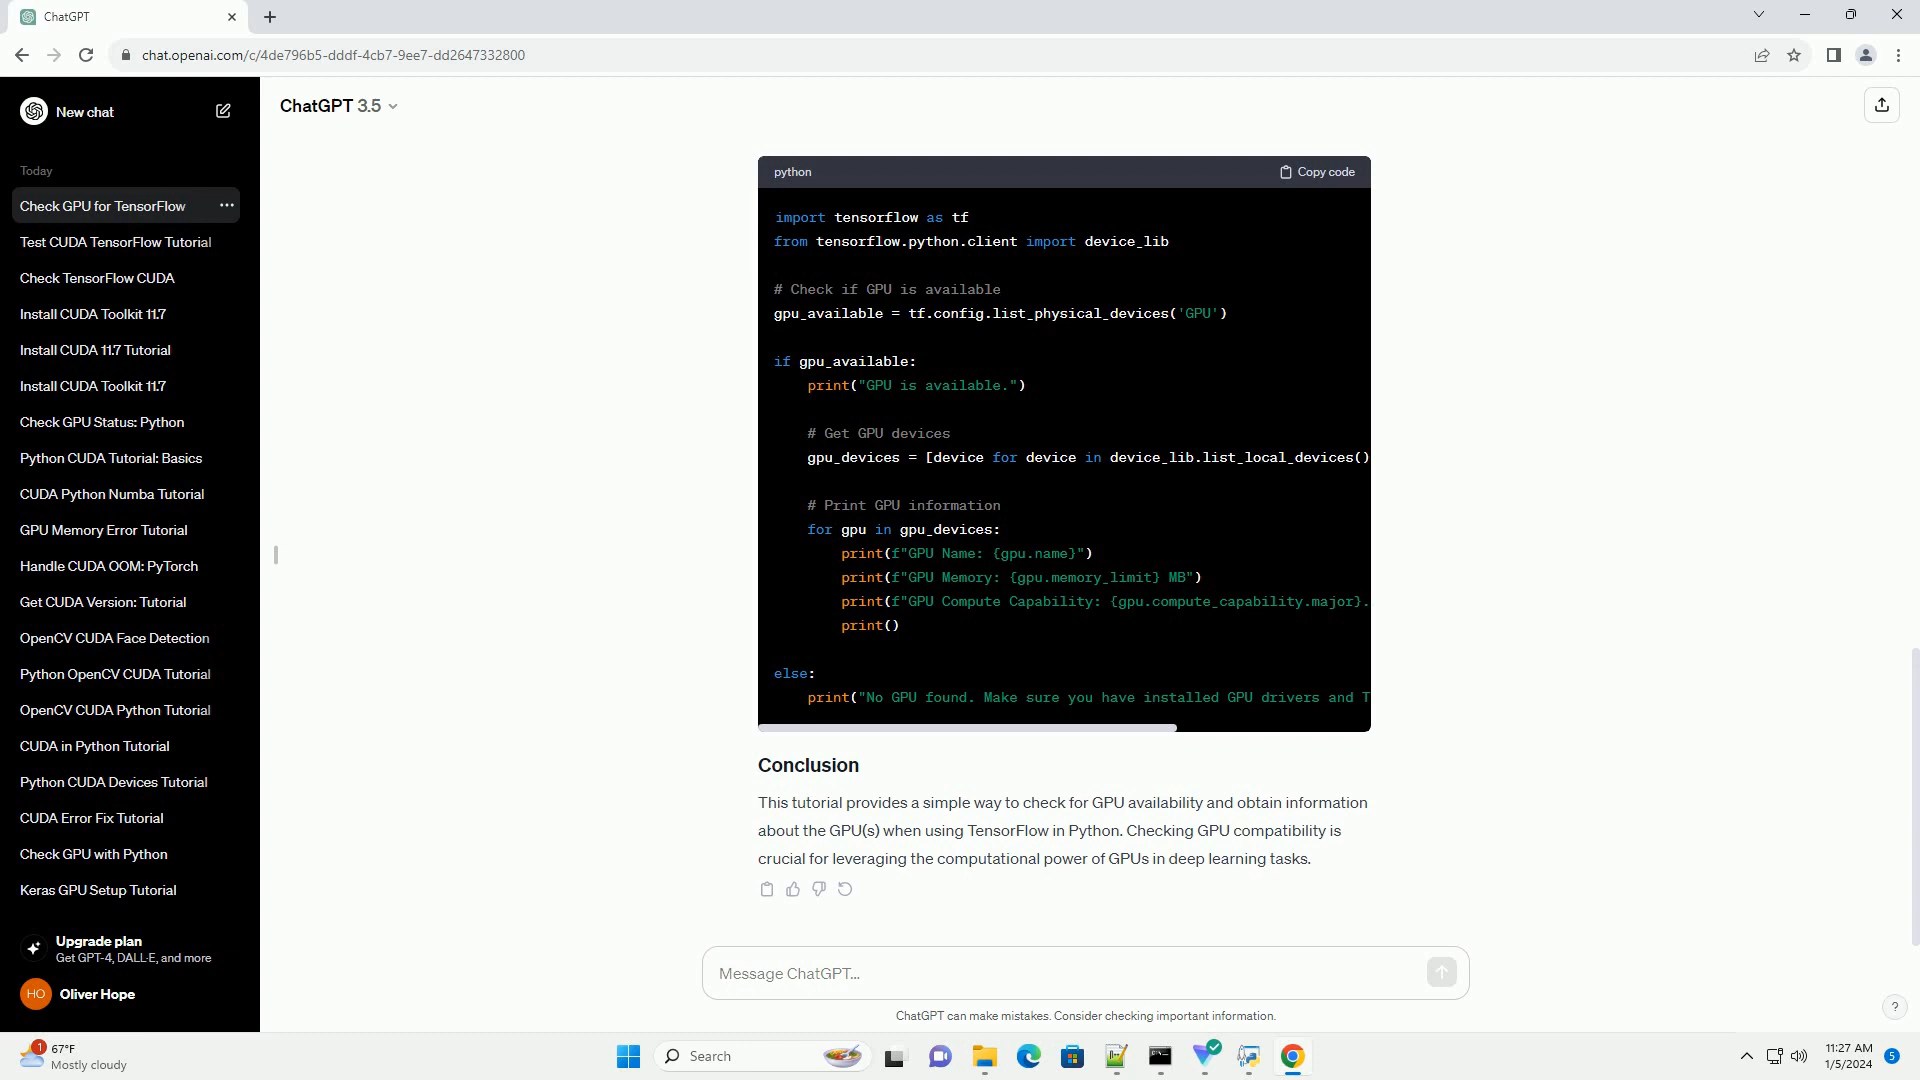 ChatGPT
chat.openai.com/c/4de796b5-dddf-4cb7-9ee7-dd2647332800
New chat
ChatGPT 3.5
Today
Check GPU for TensorFlow
Test CUDA TensorFlow Tutorial
Check TensorFlow CUDA
Install CUDA Toolkit 11.7
Install CUDA 11.7 Tutorial
Install CUDA Toolkit 11.7
Check GPU Status: Python
Python CUDA Tutorial: Basics
CUDA Python Numba Tutorial
GPU Memory Error Tutorial
Handle CUDA OOM: PyTorch
Get CUDA Version: Tutorial
OpenCV CUDA Face Detection
Python OpenCV CUDA Tutorial
OpenCV CUDA Python Tutorial
CUDA in Python Tutorial
Python CUDA Devices Tutorial
CUDA Error Fix Tutorial
Check GPU with Python
Keras GPU Setup Tutorial
Upgrade plan
Get GPT-4, DALL·E, and more
HO
Oliver Hope
python
Copy code
import tensorflow as tf
from tensorflow.python.client import device_lib
# Check if GPU is available
gpu_available = tf.config.list_physical_devices('GPU')
if gpu_available:
print("GPU is available.")
# Get GPU devices
gpu_devices = [device for device in device_lib.list_local_devices()
# Print GPU information
for gpu in gpu_devices:
print(f"GPU Name: {gpu.name}")
print(f"GPU Memory: {gpu.memory_limit} MB")
print(f"GPU Compute Capability: {gpu.compute_capability.major}.
print()
else:
print("No GPU found. Make sure you have installed GPU drivers and T
Conclusion
This tutorial provides a simple way to check for GPU availability and obtain information
about the GPU(s) when using TensorFlow in Python. Checking GPU compatibility is
crucial for leveraging the computational power of GPUs in deep learning tasks.
Message ChatGPT...
ChatGPT can make mistakes. Consider checking important information.
?
1
67°F
Mostly cloudy
Search
11:27 AM
1/5/2024
5